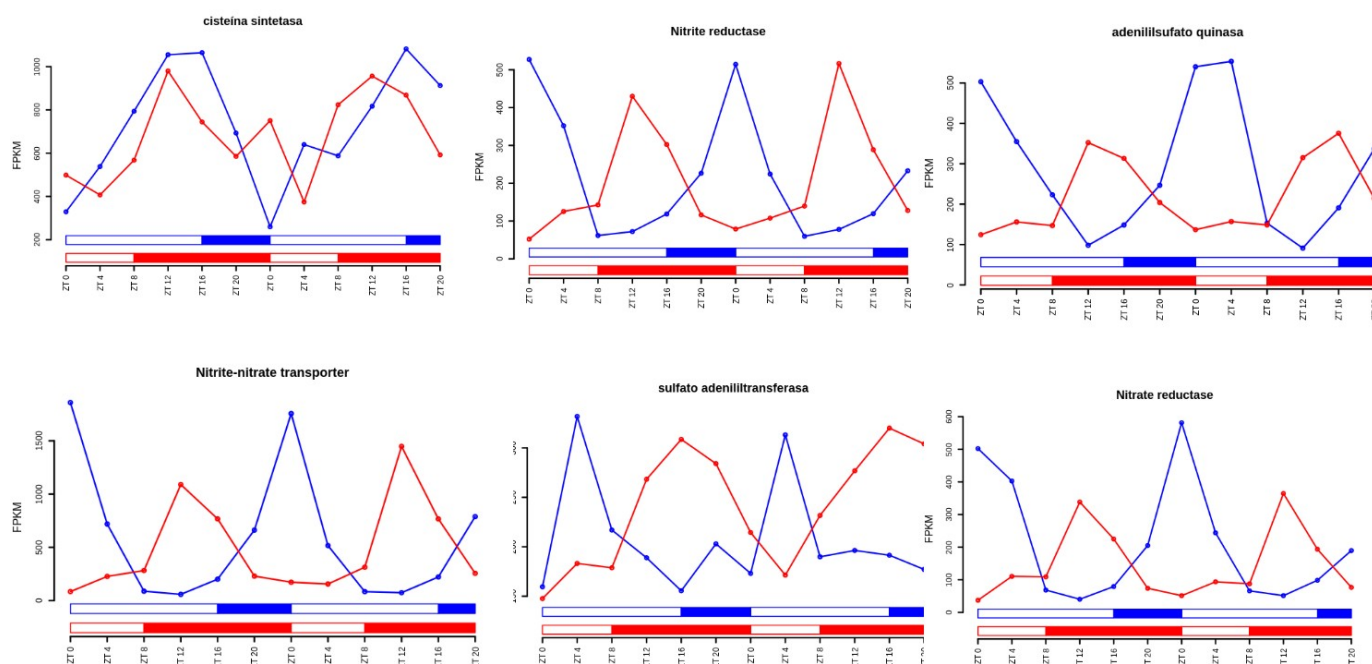 cisteína sintetasa
FPKM
1000
800
600
400
200
ZT 0 ZT 4 ZT 8 ZT 12 ZT 16 ZT 20 ZT 0 ZT 4 ZT 8 ZT 12 ZT 16 ZT 20
Nitrite reductase
FPKM
500
400
300
200
100
0
ZT 0 ZT 4 ZT 8 ZT 12 ZT 16 ZT 20 ZT 0 ZT 4 ZT 8 ZT 12 ZT 16 ZT 20
adenililsufato quinasa
FPKM
500
400
300
200
100
0
ZT 0 ZT 4 ZT 8 ZT 12 ZT 16 ZT 20 ZT 0 ZT 4 ZT 8 ZT 12 ZT 16
Nitrite-nitrate transporter
FPKM
1500
1000
500
0
ZT 0 ZT 4 ZT 8 ZT 12 ZT 16 ZT 20 ZT 0 ZT 4 ZT 8 ZT 12 ZT 16 ZT 20
sulfato adenililtransferasa
ZT 0 ZT 4 ZT 8 ZT 12 ZT 16 ZT 20 ZT 0 ZT 4 ZT 8 ZT 12 ZT 16
Nitrate reductase
FPKM
600
500
400
300
200
100
0
ZT 0 ZT 4 ZT 8 ZT 12 ZT 16 ZT 20 ZT 0 ZT 4 ZT 8 ZT 12 ZT 16 ZT 20